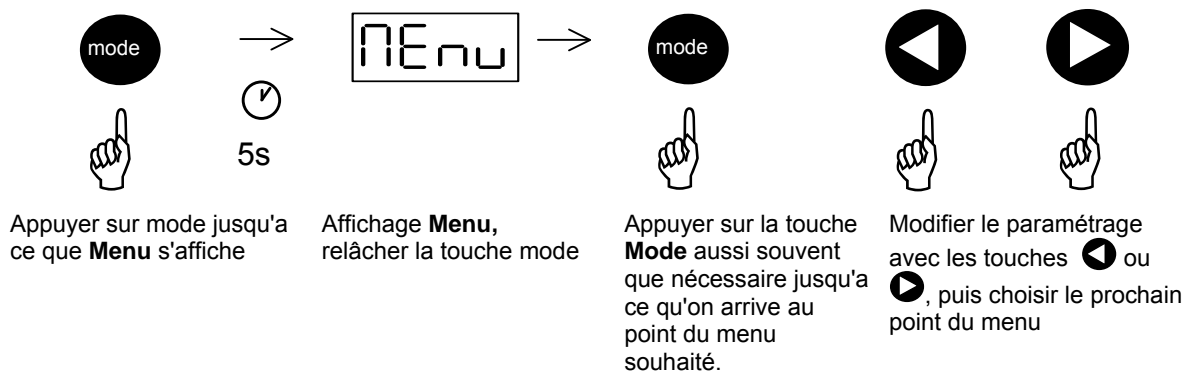 mode
MEnu
mode
5s
Appuyer sur mode jusqu'a
ce que Menu s'affiche
Affichage Menu,
relâcher la touche mode
Appuyer sur la touche
Mode aussi souvent
que nécessaire jusqu'a
ce qu'on arrive au
point du menu
souhaité.
Modifier le paramétrage
avec les touches ou
, puis choisir le prochain
point du menu